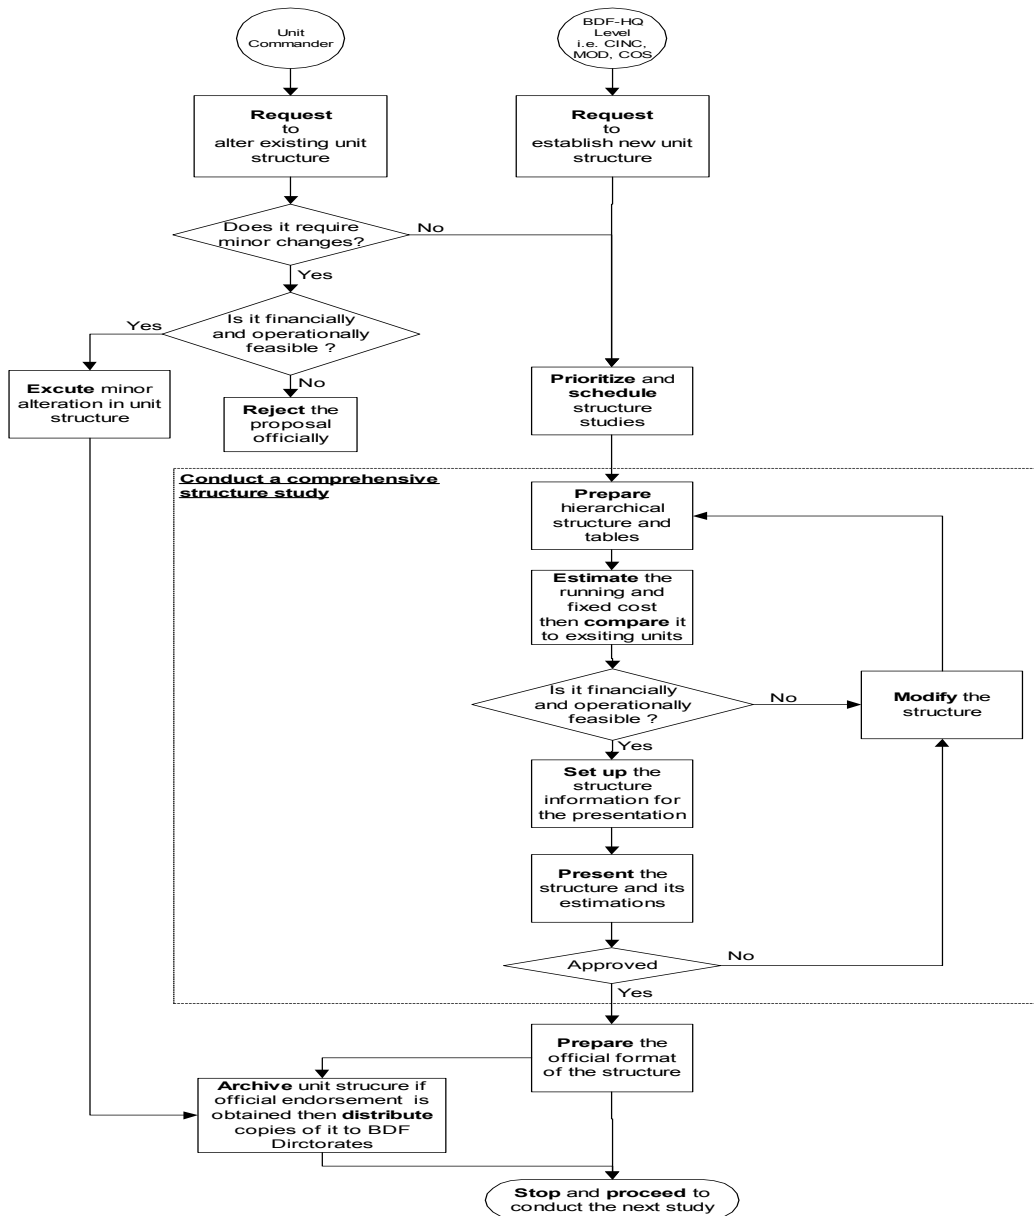 Unit
Commander
BDF-HQ
Level
i.e. CINC,
MOD, COS
Request
to
alter existing unit
structure
Request
to
establish new unit
structure
Does it require
minor changes?
No
Yes
Is it financially
and operationally
feasible ?
Yes
No
Excute minor
alteration in unit
structure
Reject the
proposal
officially
Prioritize and
schedule
structure
studies
Conduct a comprehensive
structure study
Prepare
hierarchical
structure and
tables
Estimate the
running and
fixed cost
then compare it
to exsiting units
Is it financially
and operationally
feasible ?
No
Modify the
structure
Yes
Set up the
structure
information for
the presentation
Present the
structure and its
estimations
Approved
No
Yes
Prepare the
official format
of the structure
Archive unit strucure if
official endorsement is
obtained then distribute
copies of it to BDF
Dirctorates
Stop and proceed to
conduct the next study